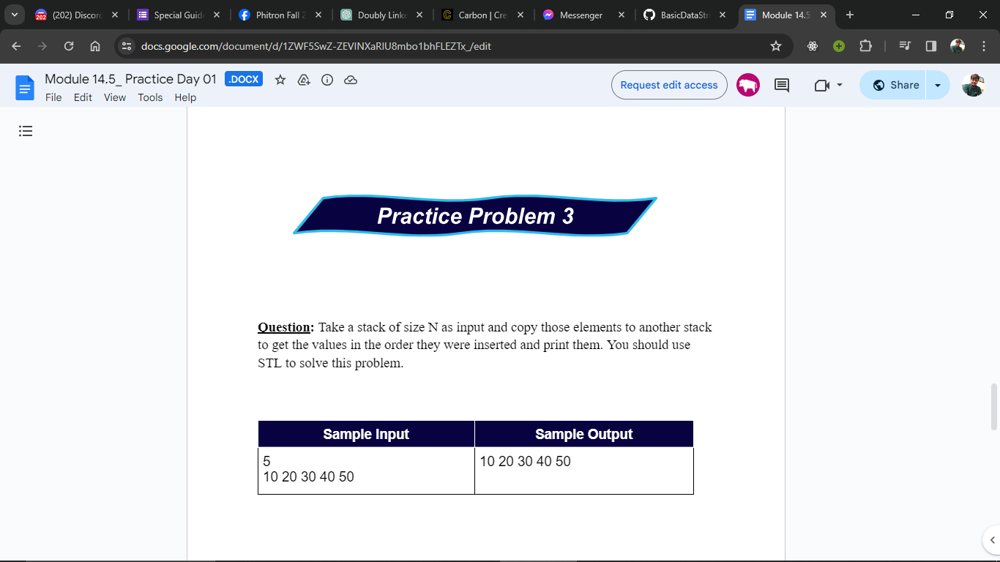 202 (202) Discord
Special Guid
Phitron Fall 2
Doubly Linke
Carbon | Cre
Messenger
BasicDataStr
Module 14.5
docs.google.com/document/d/1ZWF5SwZ-ZEVINXaRIU8mbo1bhFLEZTx_/edit
Module 14.5_ Practice Day 01 .DOCX
File Edit View Tools Help
Request edit access
Share
Practice Problem 3
Question: Take a stack of size N as input and copy those elements to another stack
to get the values in the order they were inserted and print them. You should use
STL to solve this problem.
Sample Input Sample Output
5 10 20 30 40 50
10 20 30 40 50